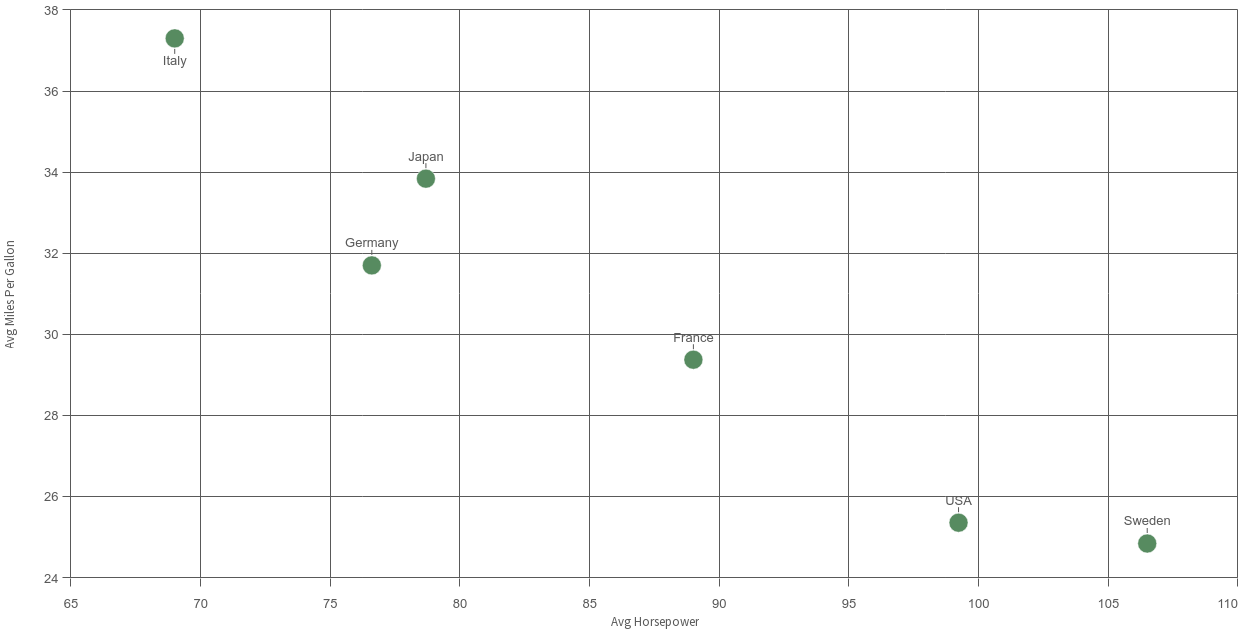 38
36
34
32
30
28
26
24
Avg Miles Per Gallon
Italy
Japan
Germany
France
USA
Sweden
65 70 75 80 85 90 95 100 105 110
Avg Horsepower